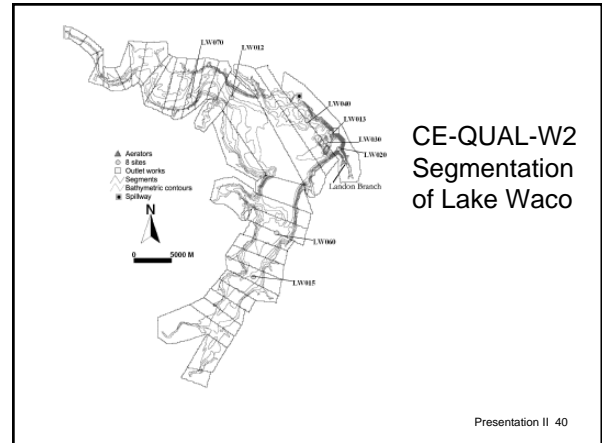 LW070
LW012
LW040
LW013
LW030
LW020
Landon Branch
CE-QUAL-W2
Segmentation
of Lake Waco
Aerators
8 sites
Outlet works
Segments
Bathymetric contours
Spillway
N
0 5000 M
LW060
LW015
Presentation II 40